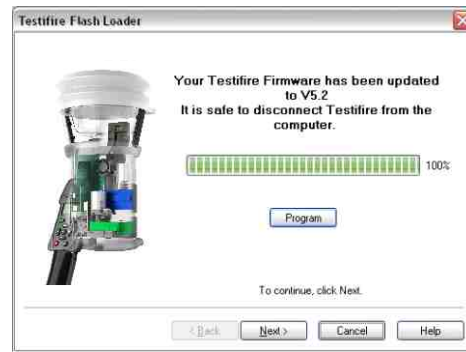 Testifire Flash Loader
Your Testifire Firmware has been updated
to V5.2
It is safe to disconnect Testifire from the
computer.
100%
Program
To continue, click Next.
< Back
Next >
Cancel
Help